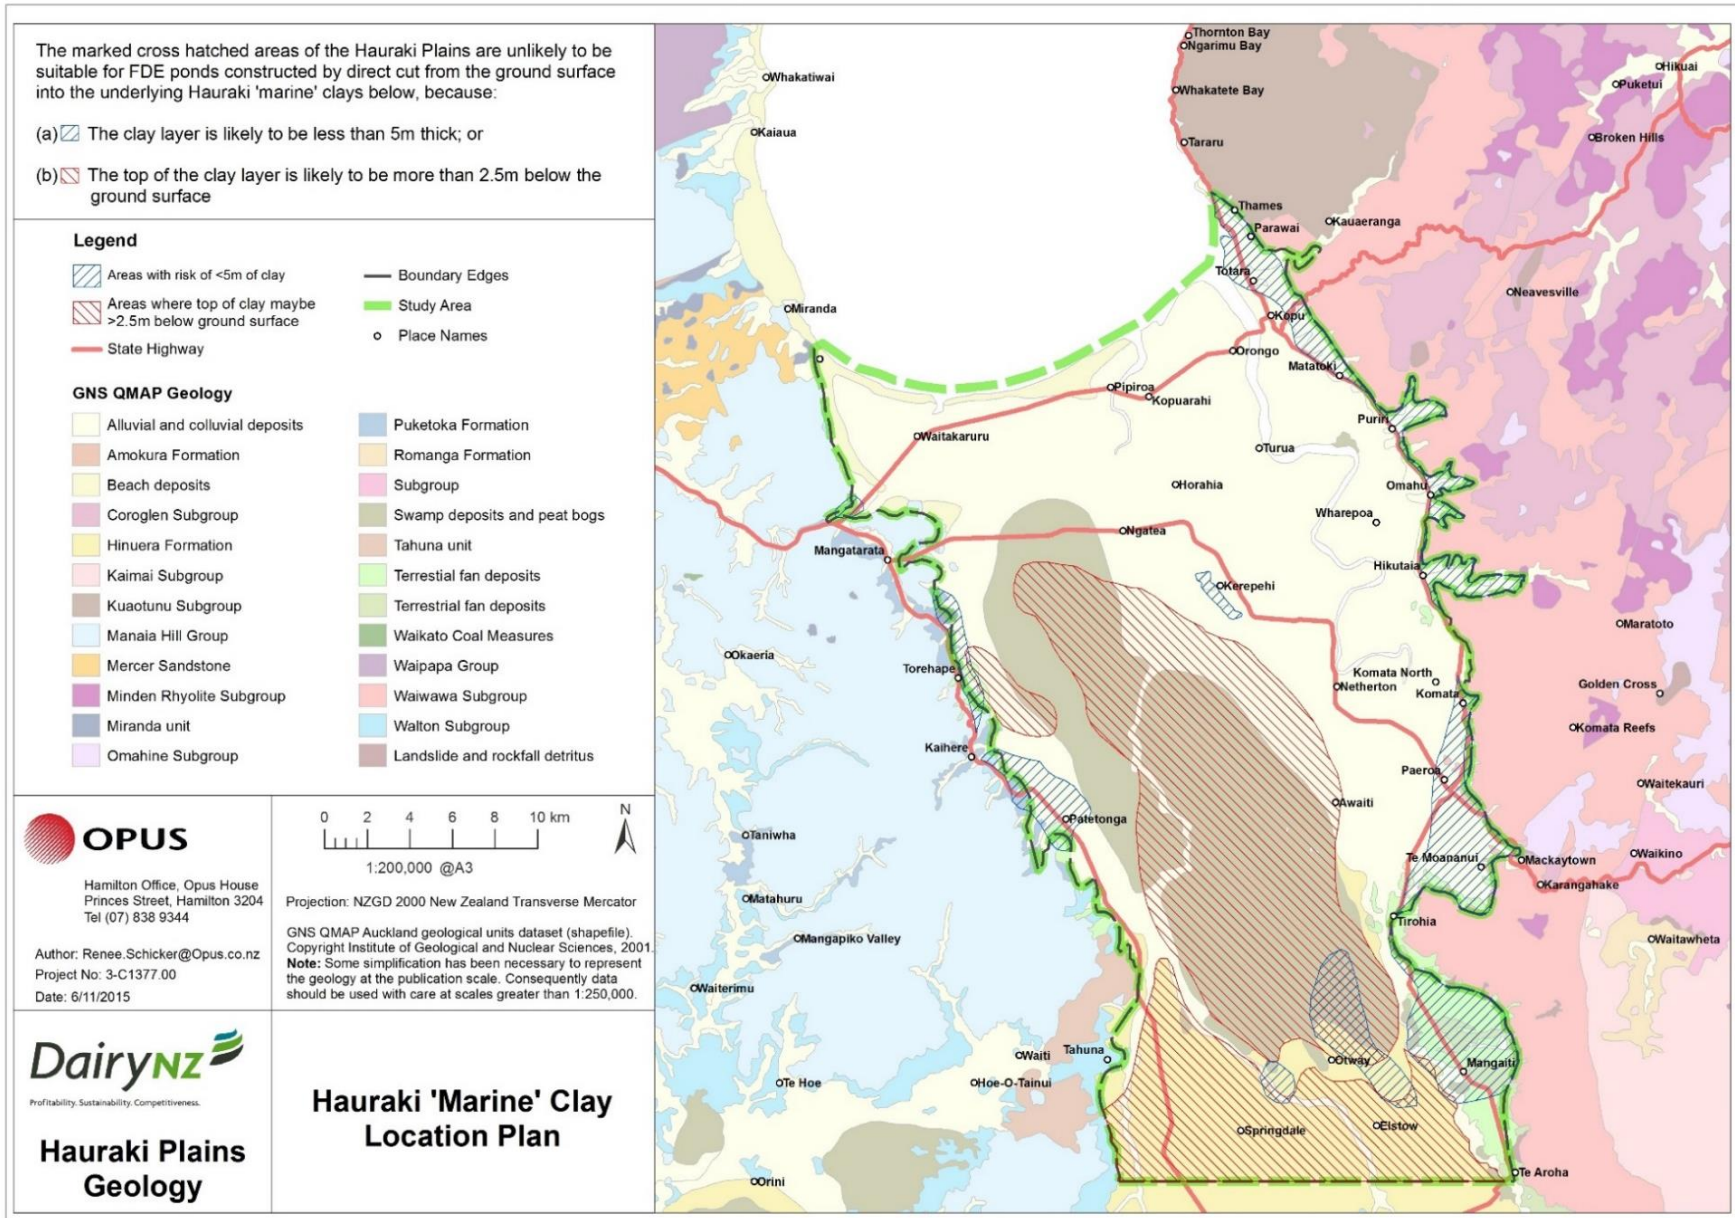 The marked cross hatched areas of the Hauraki Plains are unlikely to be
suitable for FDE ponds constructed by direct cut from the ground surface
into the underlying Hauraki 'marine' clays below, because:
(a) The clay layer is likely to be less than 5m thick; or
(b) The top of the clay layer is likely to be more than 2.5m below the
ground surface
Legend
Areas with risk of <5m of clay
Areas where top of clay maybe
>2.5m below ground surface
State Highway
Boundary Edges
Study Area
Place Names
GNS QMAP Geology
Alluvial and colluvial deposits
Amokura Formation
Beach deposits
Coroglen Subgroup
Hinuera Formation
Kaimai Subgroup
Kuaotunu Subgroup
Manaia Hill Group
Mercer Sandstone
Minden Rhyolite Subgroup
Miranda unit
Omahine Subgroup
Puketoka Formation
Romanga Formation
Subgroup
Swamp deposits and peat bogs
Tahuna unit
Terrestial fan deposits
Terrestrial fan deposits
Waikato Coal Measures
Waipapa Group
Waiwawa Subgroup
Walton Subgroup
Landslide and rockfall detritus
OPUS
Hamilton Office, Opus House
Princes Street, Hamilton 3204
Tel (07) 838 9344
Author: Renee.Schicker@Opus.co.nz
Project No: 3-C1377.00
Date: 6/11/2015
0 2 4 6 8 10 km
N
1:200,000 @A3
Projection: NZGD 2000 New Zealand Transverse Mercator
GNS QMAP Auckland geological units dataset (shapefile).
Copyright Institute of Geological and Nuclear Sciences, 2001.
Note: Some simplification has been necessary to represent
the geology at the publication scale. Consequently data
should be used with care at scales greater than 1:250,000.
DairyNZ
Profitability. Sustainability. Competitiveness.
Hauraki Plains
Geology
Hauraki 'Marine' Clay
Location Plan
Thornton Bay
Ngarimu Bay
Hikuai
Whakatiwai
Puketui
Whakatete Bay
Kaiaua
Broken Hills
Tararu
Thames
Kauaeranga
Parawai
Totara
Neavesville
Miranda
Kopu
Orongo
Matatoki
Pipiroa
Kopuarahi
Puriri
Waitakaruru
Turua
Horahia
Omahu
Wharepoa
Ngatea
Mangatarata
Hikutaia
Kerepehi
Maratoto
Okaeria
Torehape
Komata North
Netherton
Golden Cross
Komata
Komata Reefs
Kaihere
Paeroa
Waitekauri
Awaiti
Patetonga
Taniwha
Waikino
Te Moananui
Mackaytown
Karangahake
Matahuru
Tirohia
Mangapiko Valley
Waitawheta
Waiterimu
Tahuna
Waiti
Otway
Mangaiti
Te Hoe
Hoe-O-Tainui
Springdale
Elstow
Te Aroha
Orini